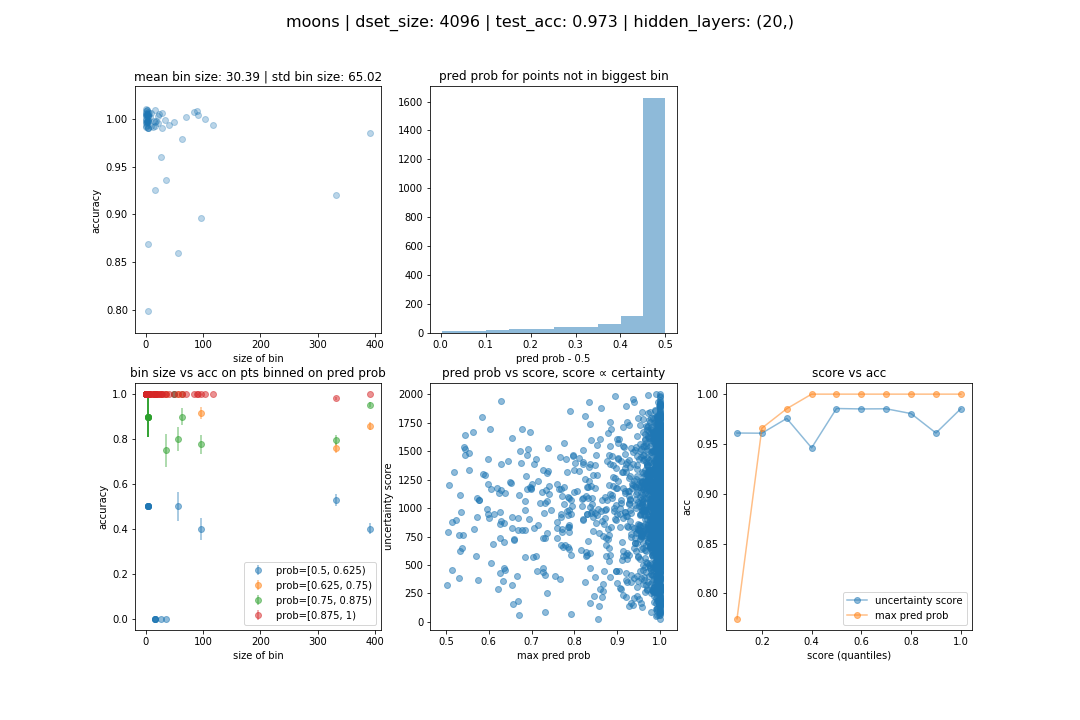 moons | dset_size: 4096 | test_acc: 0.973 | hidden_layers: (20,)
mean bin size: 30.39 | std bin size: 65.02
1.00
0.95
0.90
0.85
0.80
accuracy
0
100
200
300
400
size of bin
pred prob for points not in biggest bin
1600
1400
1200
1000
800
600
400
200
0
0.0
0.1
0.2
0.3
0.4
0.5
pred prob - 0.5
bin size vs acc on pts binned on pred prob
1.0
0.8
0.6
0.4
0.2
0.0
accuracy
prob=[0.5, 0.625)
prob=[0.625, 0.75)
prob=[0.75, 0.875)
prob=[0.875, 1)
0
100
200
300
400
size of bin
pred prob vs score, score ∝ certainty
2000
1750
1500
1250
1000
750
500
250
0
uncertainty score
0.5
0.6
0.7
0.8
0.9
1.0
max pred prob
score vs acc
1.00
0.95
0.90
0.85
0.80
acc
uncertainty score
max pred prob
0.2
0.4
0.6
0.8
1.0
score (quantiles)